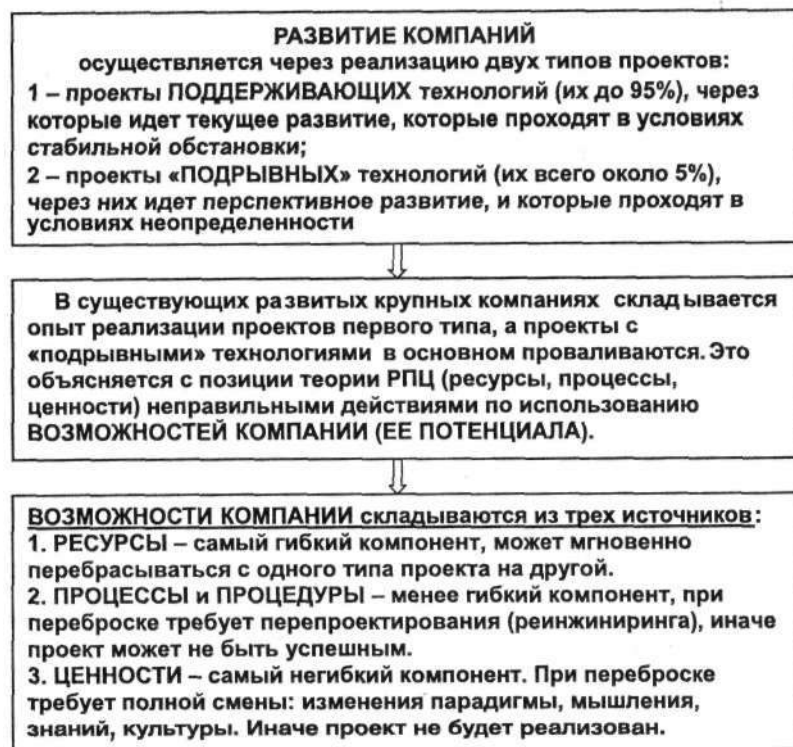 РАЗВИТИЕ КОМПАНИЙ
осуществляется через реализацию двух типов проектов:
1 – проекты ПОДДЕРЖИВАЮЩИХ технологий (их до 95%), через
которые идет текущее развитие, которые проходят в условиях
стабильной обстановки;
2 – проекты «ПОДРЫВНЫХ» технологий (их всего около 5%),
через них идет перспективное развитие, и которые проходят в
условиях неопределенности
В существующих развитых крупных компаниях складывается
опыт реализации проектов первого типа, а проекты с
«подрывными» технологиями в основном проваливаются. Это
объясняется с позиции теории РПЦ (ресурсы, процессы,
ценности) неправильными действиями по использованию
ВОЗМОЖНОСТЕЙ КОМПАНИИ (ЕЕ ПОТЕНЦИАЛА).
ВОЗМОЖНОСТИ КОМПАНИИ складываются из трех источников:
1. РЕСУРСЫ – самый гибкий компонент, может мгновенно
перебрасываться с одного типа проекта на другой.
2. ПРОЦЕССЫ и ПРОЦЕДУРЫ – менее гибкий компонент, при
переброске требует перепроектирования (реинжиниринга), иначе
проект может не быть успешным.
3. ЦЕННОСТИ – самый негибкий компонент. При переброске
требует полной смены: изменения парадигмы, мышления,
знаний, культуры. Иначе проект не будет реализован.